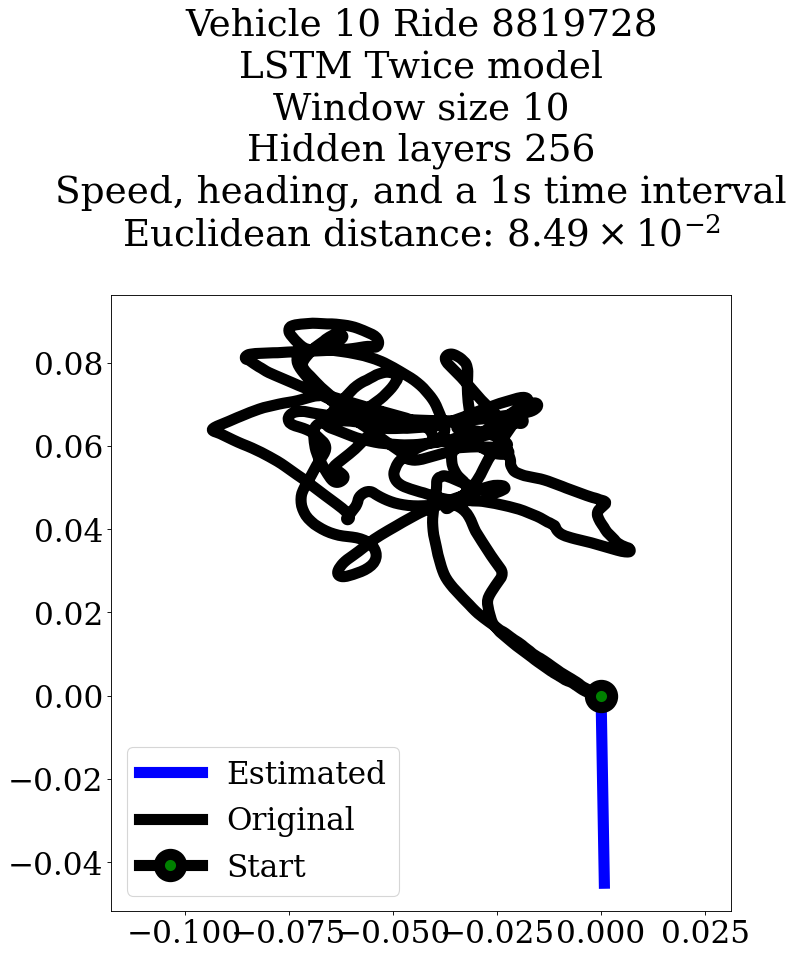 Vehicle 10 Ride 8819728
LSTM Twice model
Window size 10
Hidden layers 256
Speed, heading, and a 1s time interval
Euclidean distance: 8.49 × 10⁻²
0.08
0.06
0.04
0.02
0.00
−0.02
−0.04
Estimated
Original
Start
−0.100 −0.075 −0.050 −0.025 0.000 0.025